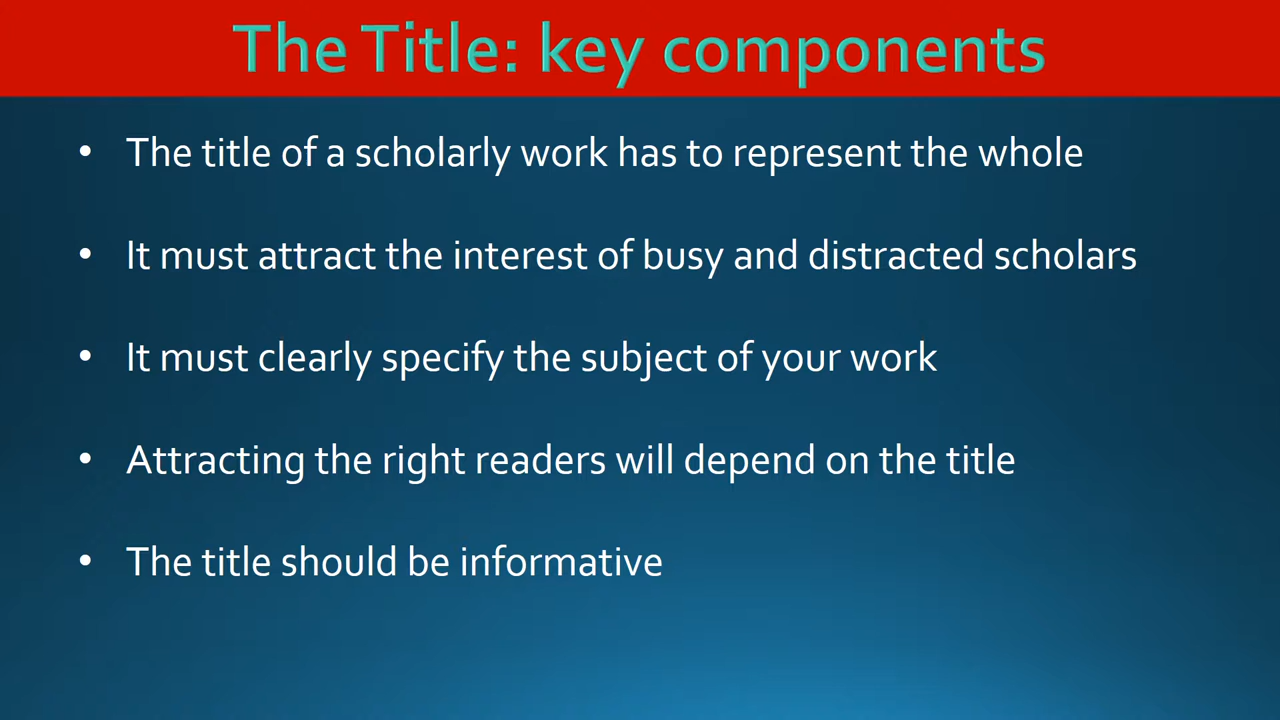 The Title: key components
• The title of a scholarly work has to represent the whole
• It must attract the interest of busy and distracted scholars
• It must clearly specify the subject of your work
• Attracting the right readers will depend on the title
• The title should be informative